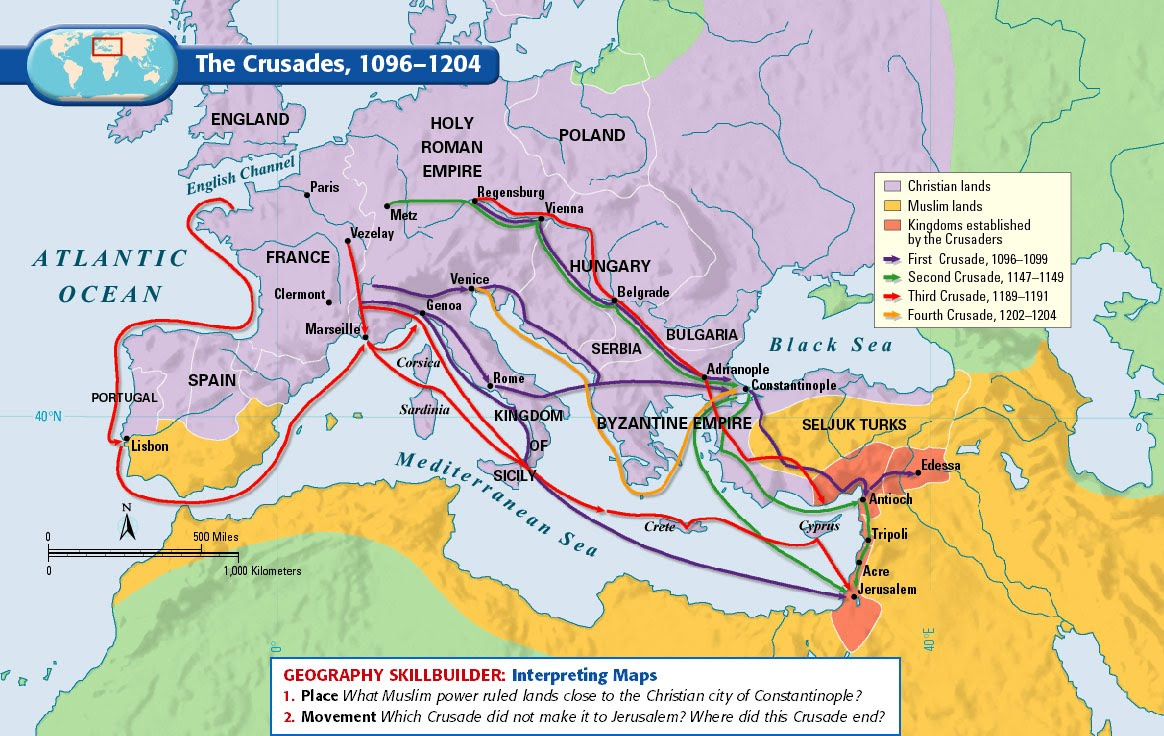 The Crusades, 1096–1204
ENGLAND
HOLY
ROMAN
EMPIRE
POLAND
English Channel
Paris
Metz
Regensburg
Vienna
Vezelay
ATLANTIC
OCEAN
FRANCE
HUNGARY
Clermont
Venice
Genoa
Belgrade
Marseille
BULGARIA
Black Sea
SERBIA
Corsica
Adrianople
Constantinople
SPAIN
Rome
PORTUGAL
Sardinia
40°N
KINGDOM
OF
SICILY
BYZANTINE EMPIRE
SELJUK TURKS
Lisbon
Mediterranean Sea
Edessa
Antioch
Crete
Cyprus
Tripoli
Acre
Jerusalem
N
0
500 Miles
0
1,000 Kilometers
0°
40°E
Christian lands
Muslim lands
Kingdoms established
by the Crusaders
First Crusade, 1096–1099
Second Crusade, 1147–1149
Third Crusade, 1189–1191
Fourth Crusade, 1202–1204
GEOGRAPHY SKILLBUILDER: Interpreting Maps
1. Place What Muslim power ruled lands close to the Christian city of Constantinople?
2. Movement Which Crusade did not make it to Jerusalem? Where did this Crusade end?